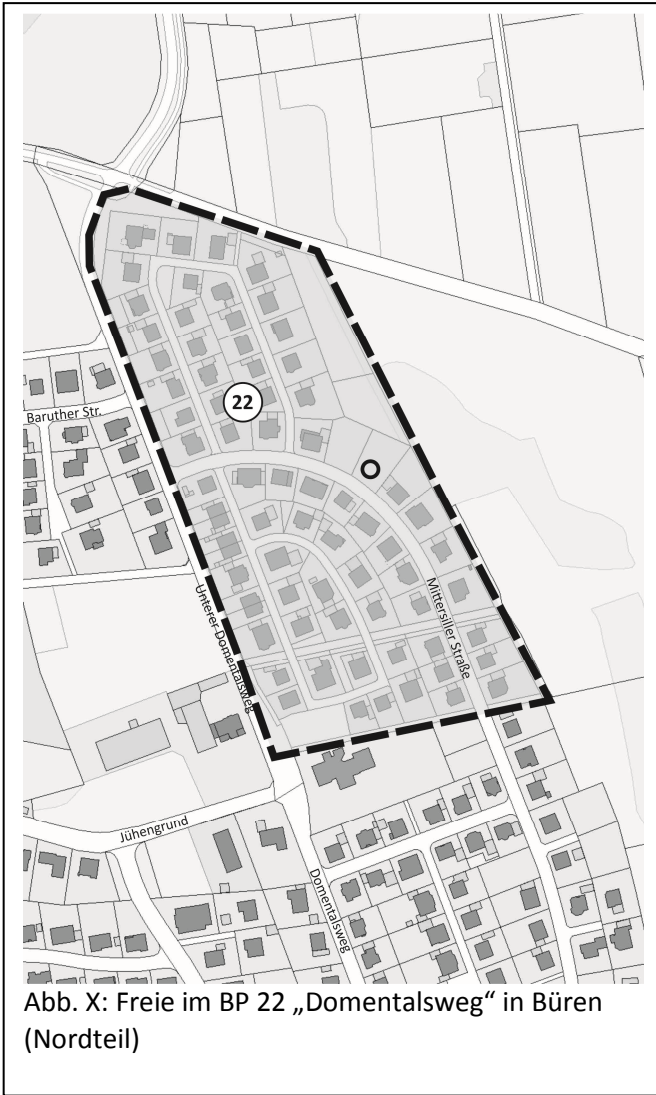 Baruther Str.
22
Unterer Domentalsweg
Mittersiller Straße
Jühengrund
Domentalsweg
Abb. X: Freie im BP 22 „Domentalsweg“ in Büren
(Nordteil)